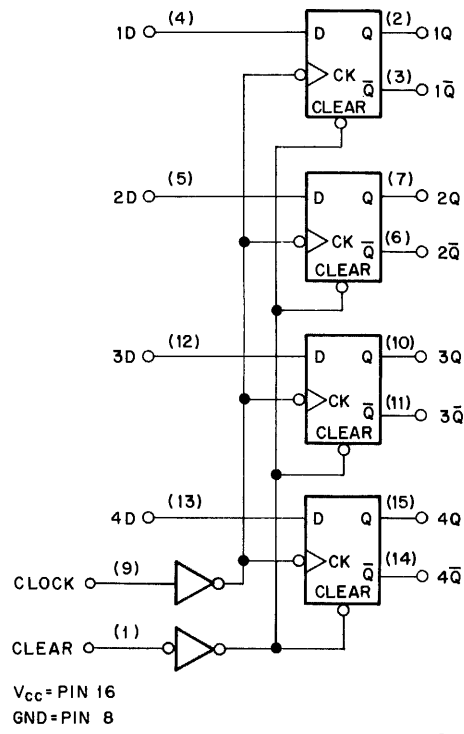 1D (4) D Q (2) 1Q
CK Q̅ (3) 1Q̅
CLEAR
2D (5) D Q (7) 2Q
CK Q̅ (6) 2Q̅
CLEAR
3D (12) D Q (10) 3Q
CK Q̅ (11) 3Q̅
CLEAR
4D (13) D Q (15) 4Q
CK Q̅ (14) 4Q̅
CLEAR
CLOCK (9)
CLEAR (1)
VCC=PIN 16
GND=PIN 8